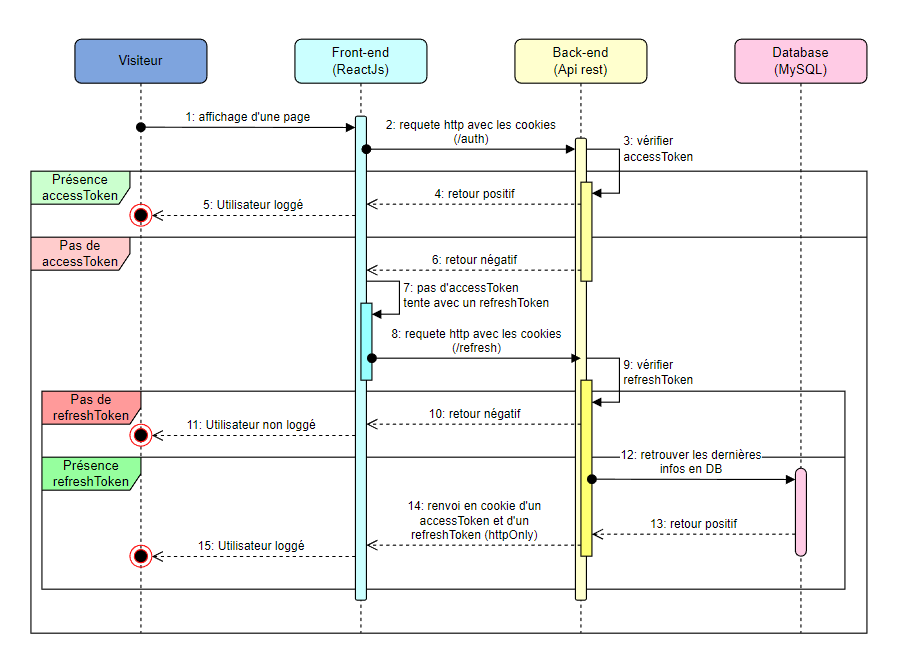 Visiteur
Front-end
(ReactJs)
Back-end
(Api rest)
Database
(MySQL)
1: affichage d'une page
2: requete http avec les cookies
(/auth)
3: vérifier
accessToken
Présence
accessToken
4: retour positif
5: Utilisateur loggé
Pas de
accessToken
6: retour négatif
7: pas d'accessToken
tente avec un refreshToken
8: requete http avec les cookies
(/refresh)
9: vérifier
refreshToken
Pas de
refreshToken
10: retour négatif
11: Utilisateur non loggé
Présence
refreshToken
12: retrouver les dernières
infos en DB
13: retour positif
14: renvoi en cookie d'un
accessToken et d'un
refreshToken (httpOnly)
15: Utilisateur loggé